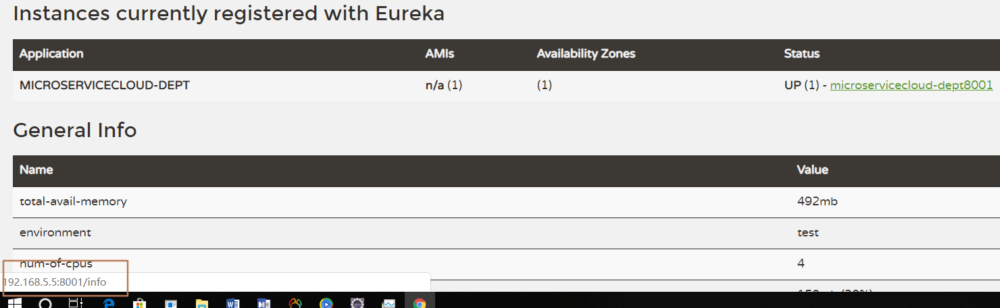 Instances currently registered with Eureka
Application AMIs Availability Zones Status
MICROSERVICECLOUD-DEPT n/a (1) (1) UP (1) - microservicecloud-dept8001
General Info
Name Value
total-avail-memory 492mb
environment test
num-of-cpus 4
192.168.5.5:8001/info